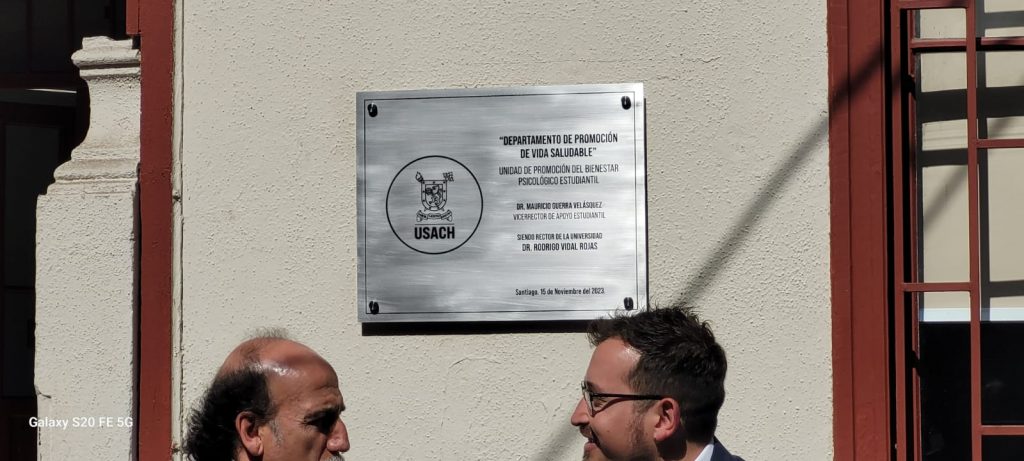 "DEPARTAMENTO DE PROMOCIÓN
DE VIDA SALUDABLE"
UNIDAD DE PROMOCIÓN DEL BIENESTAR
PSICOLÓGICO ESTUDIANTIL
DR. MAURICIO GUERRA VELÁSQUEZ
VICERRECTOR DE APOYO ESTUDIANTIL
SIENDO RECTOR DE LA UNIVERSIDAD
DR. RODRIGO VIDAL ROJAS
Santiago, 15 de Noviembre del 2023.
USACH
Galaxy S20 FE 5G